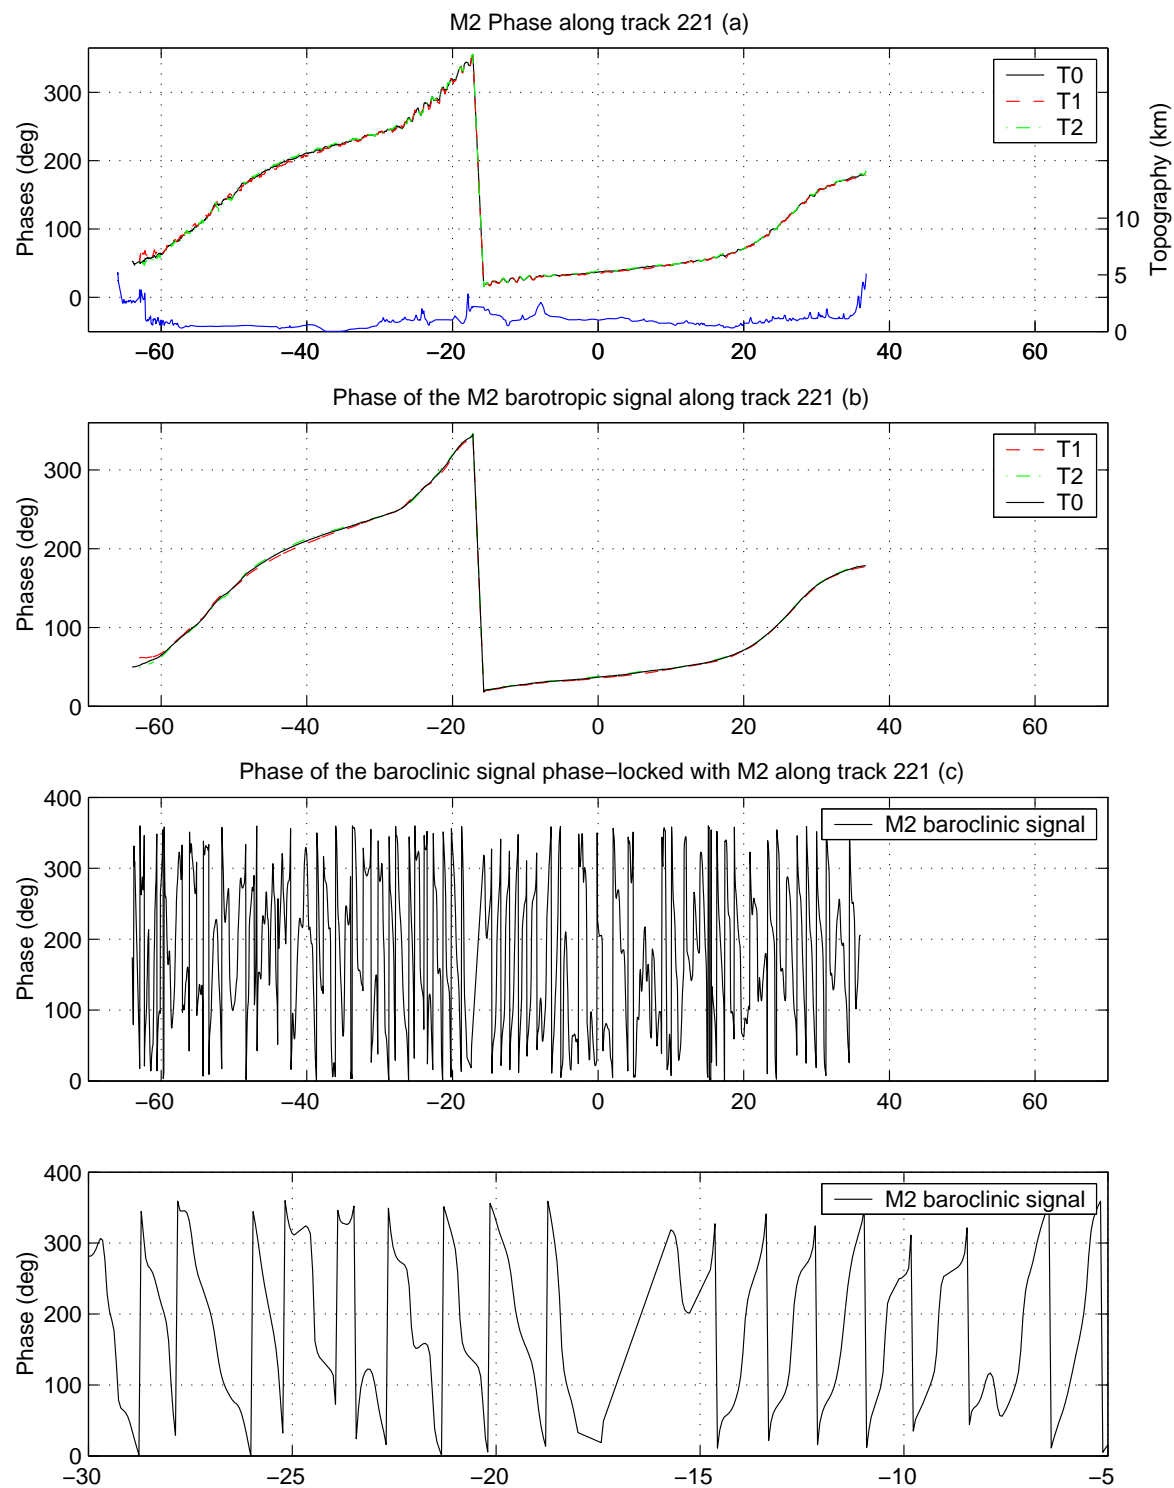 M2 Phase along track 221 (a)
Phases (deg)
300
200
100
0
T0
T1
T2
10
5
0
Topography (km)
−60 −40 −20 0 20 40 60
Phase of the M2 barotropic signal along track 221 (b)
Phases (deg)
300
200
100
0
T1
T2
T0
−60 −40 −20 0 20 40 60
Phase of the baroclinic signal phase−locked with M2 along track 221 (c)
Phase (deg)
400
300
200
100
0
M2 baroclinic signal
−60 −40 −20 0 20 40 60
Phase (deg)
400
300
200
100
0
M2 baroclinic signal
−30 −25 −20 −15 −10 −5